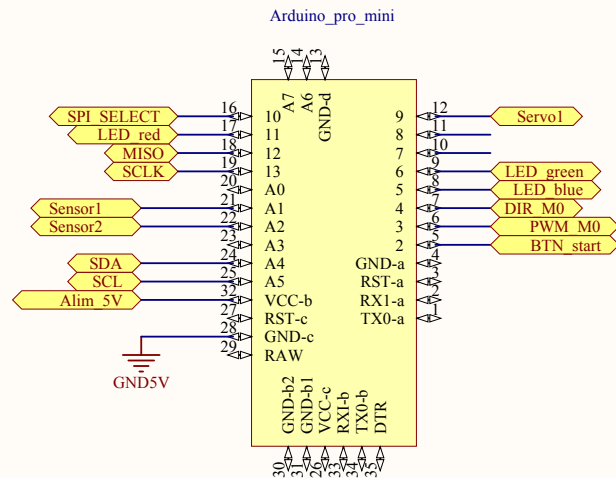 Arduino_pro_mini
15 14 13
A7 A6 GND-d
SPI_SELECT 16 10 9 12 Servo1
LED_red 17 11 8 11
MISO 18 12 7 10
SCLK 19 13 6 9 LED_green
20 A0 5 8 LED_blue
Sensor1 21 A1 4 7 DIR_M0
Sensor2 22 A2 3 6 PWM_M0
23 A3 2 5 BTN_start
SDA 24 A4 GND-a 4
SCL 25 A5 RST-a 3
Alim_5V 32 VCC-b RX1-a 2
27 RST-c TX0-a 1
28 GND-c
29 RAW
GND5V
GND-b2 GND-b1 VCC-c RXI-b TX0-b DTR
30 31 26 33 34 35